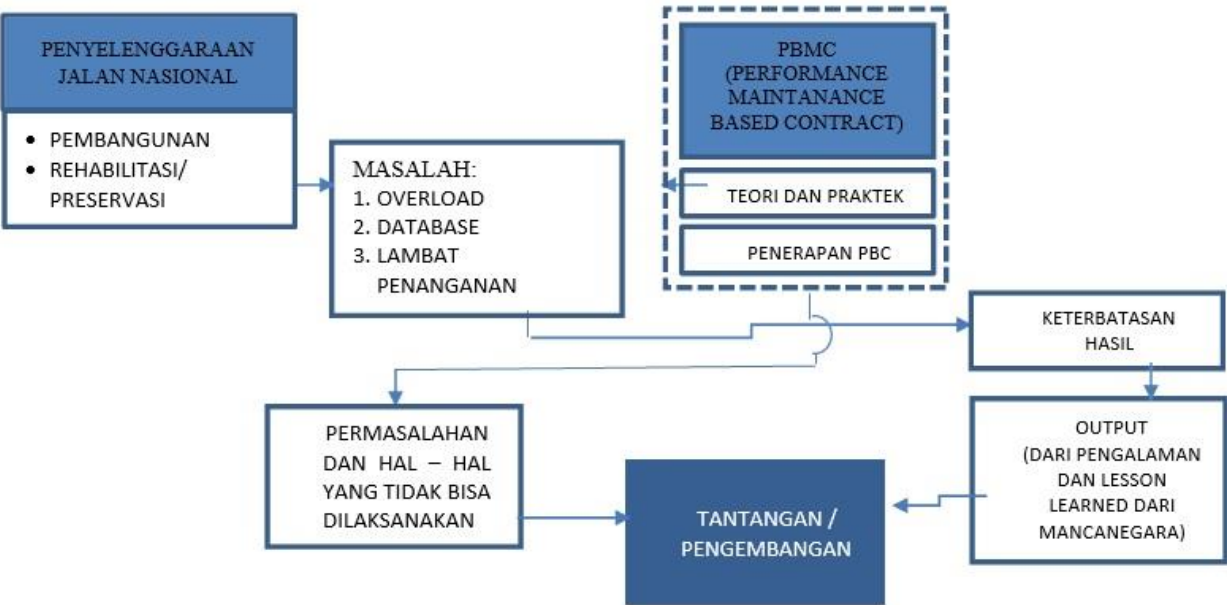 PENYELENGGARAAN
JALAN NASIONAL
• PEMBANGUNAN
• REHABILITASI/
PRESERVASI
MASALAH:
1. OVERLOAD
2. DATABASE
3. LAMBAT
PENANGANAN
PBMC
(PERFORMANCE
MAINTANANCE
BASED CONTRACT)
TEORI DAN PRAKTEK
PENERAPAN PBC
KETERBATASAN
HASIL
OUTPUT
(DARI PENGALAMAN
DAN LESSON
LEARNED DARI
MANCANEGARA)
PERMASALAHAN
DAN HAL – HAL
YANG TIDAK BISA
DILAKSANAKAN
TANTANGAN /
PENGEMBANGAN